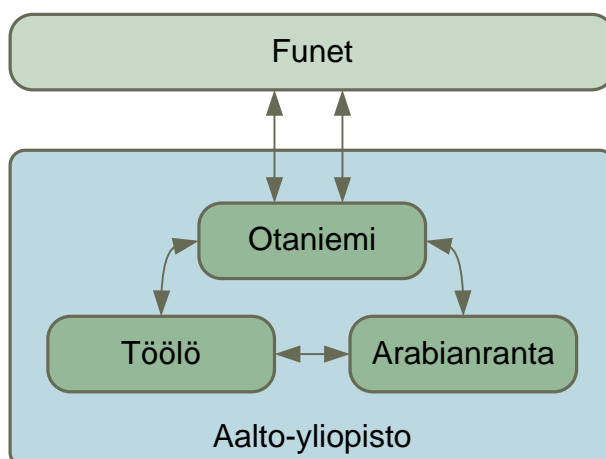 Funet
Otaniemi
Töölö
Arabianranta
Aalto-yliopisto